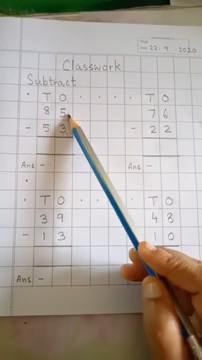 22.9.2020
Classwork
Subtract
T O T O
8 5 7 6
- 5 3 - 2 2
Ans - -
T O T O
3 9 4 8
- 1 3 1 0
Ans - -